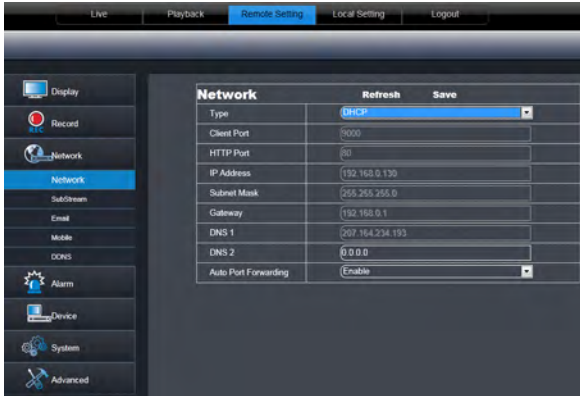 Live Playback Remote Setting Local Setting Logout
Display
REC Record
Network
Network
SubStream
Email
Mobile
DDNS
Alarm
Device
System
Advanced
Network Refresh Save
Type DHCP
Client Port 9000
HTTP Port 80
IP Address 192.168.0.130
Subnet Mask 255.255.255.0
Gateway 192.168.0.1
DNS 1 207.164.234.193
DNS 2 0.0.0.0
Auto Port Forwarding Enable